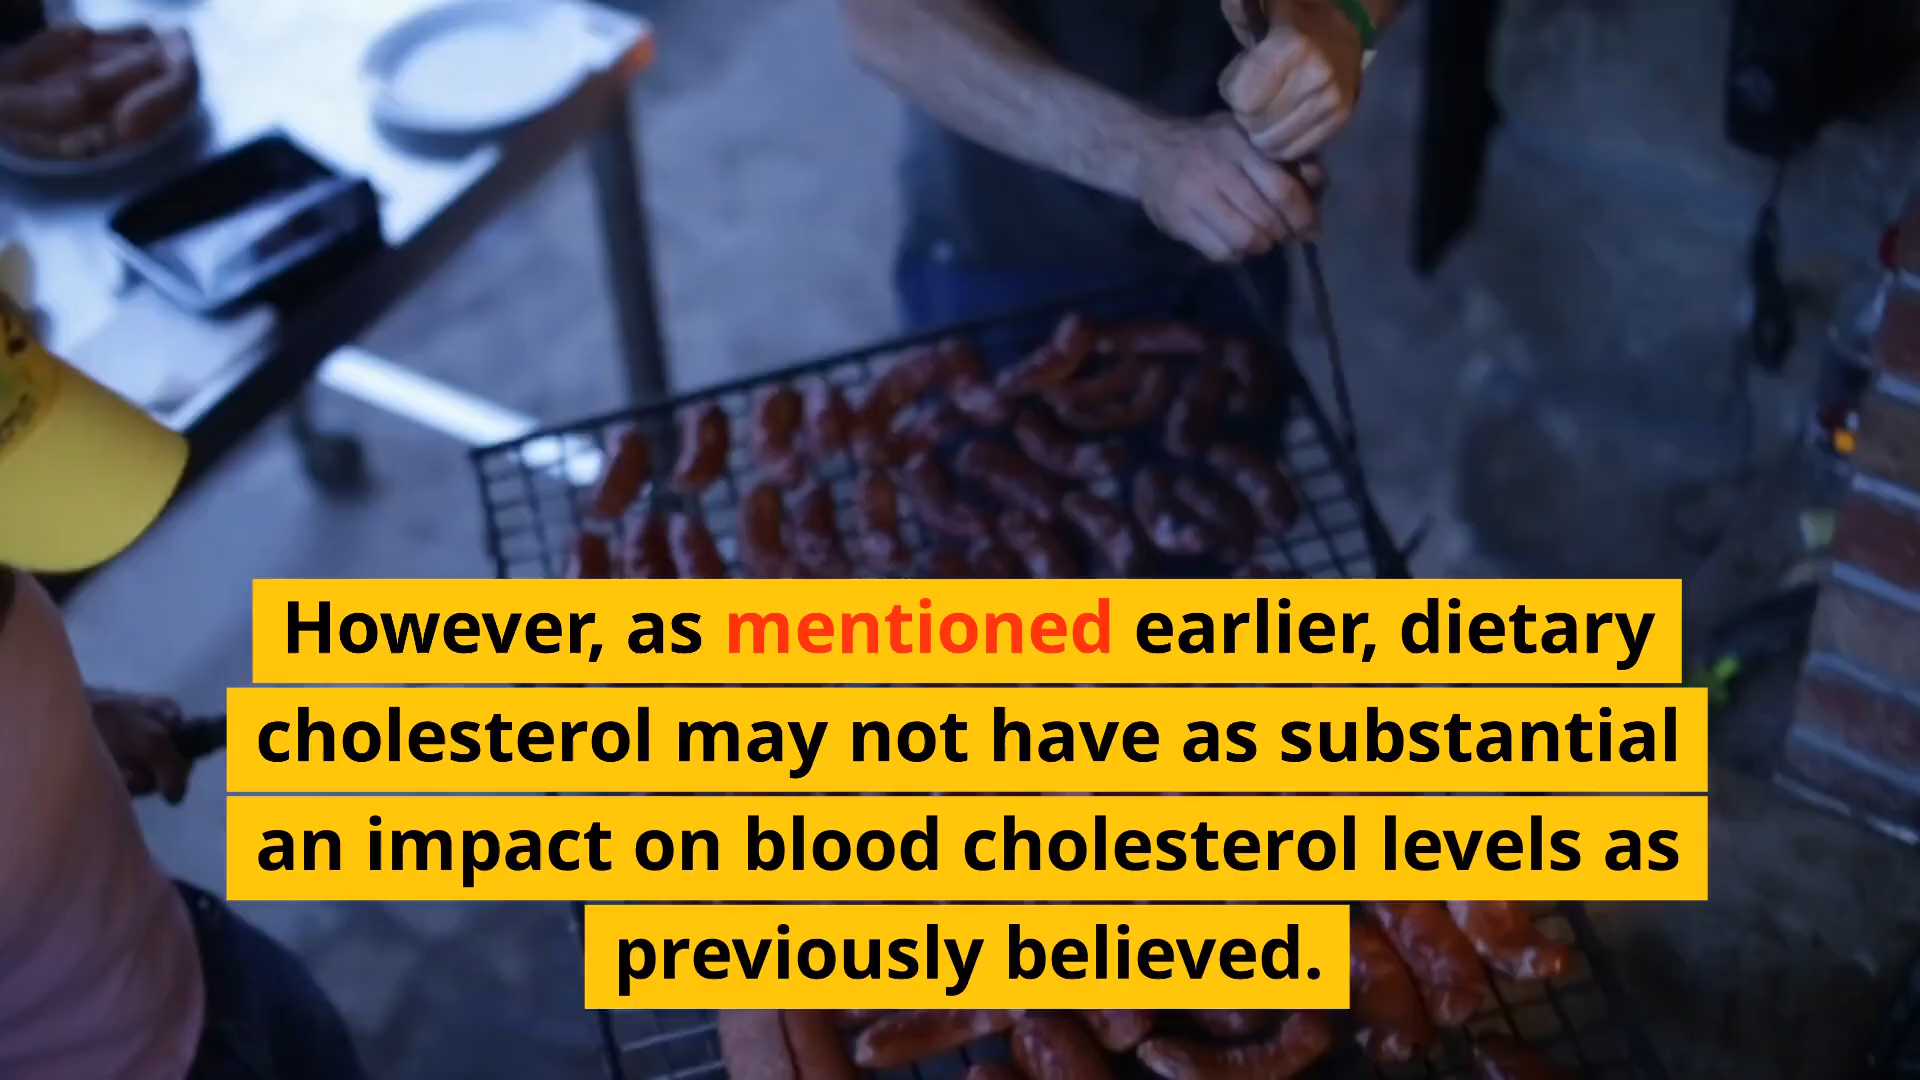 However, as mentioned earlier, dietary
cholesterol may not have as substantial
an impact on blood cholesterol levels as
previously believed.